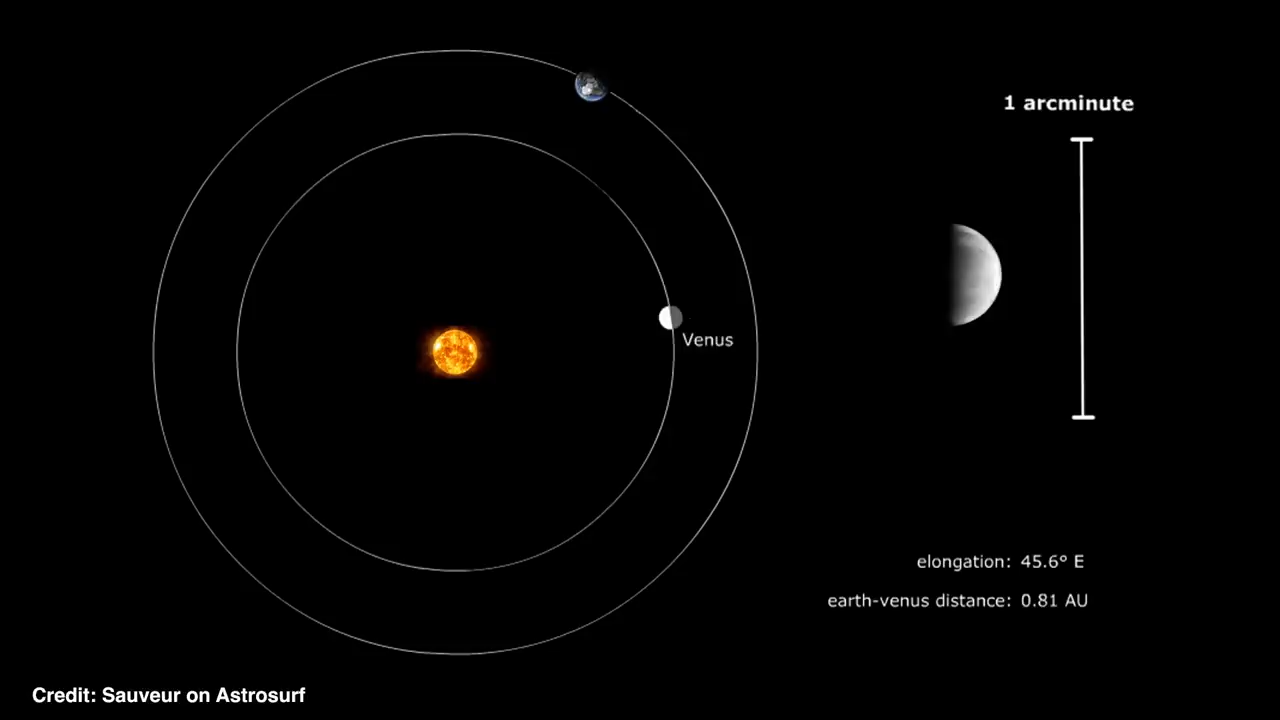 1 arcminute
Venus
elongation: 45.6° E
earth-venus distance: 0.81 AU
Credit: Sauveur on Astrosurf